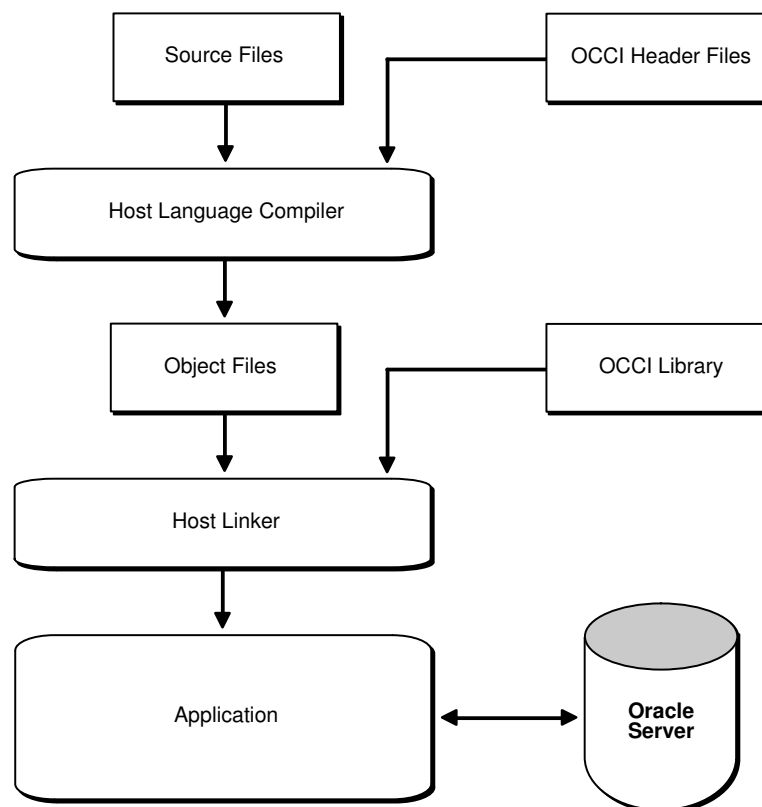 Source Files
OCCI Header Files
Host Language Compiler
Object Files
OCCI Library
Host Linker
Application
Oracle
Server